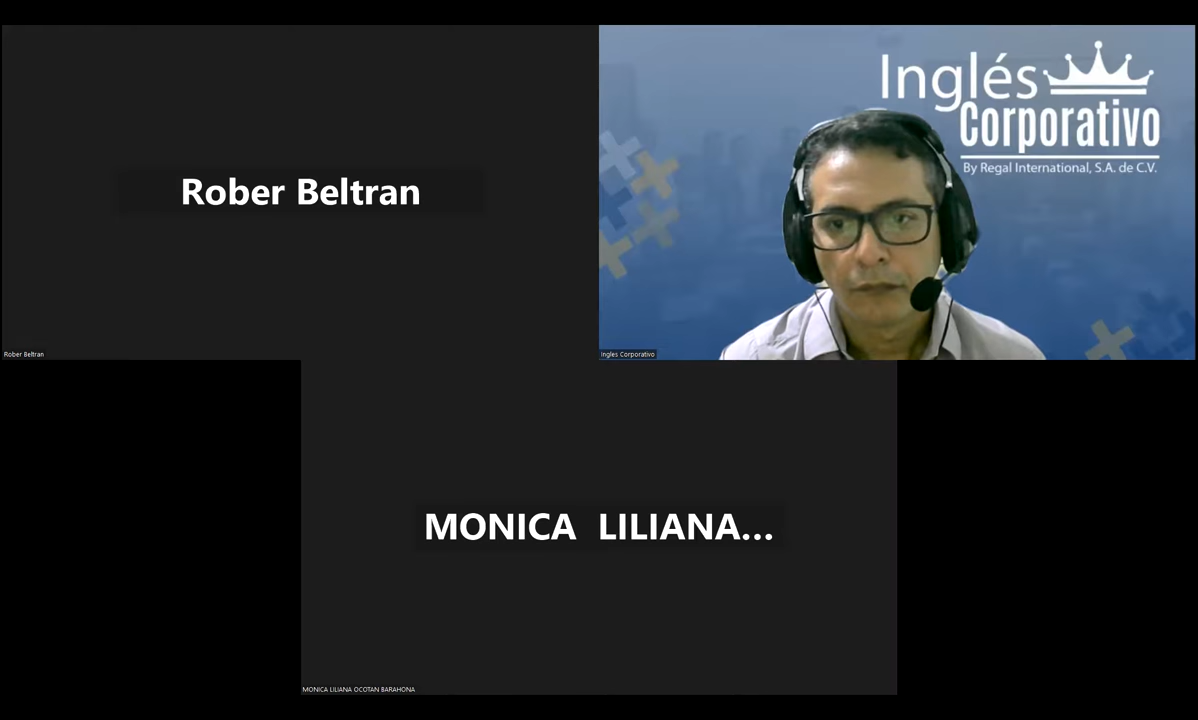 Rober Beltran
Rober Beltran
Inglés
Corporativo
By Regal International, S.A. de C.V.
Ingles Corporativo
MONICA LILIANA...
MONICA LILIANA OCOTAN BARAHONA